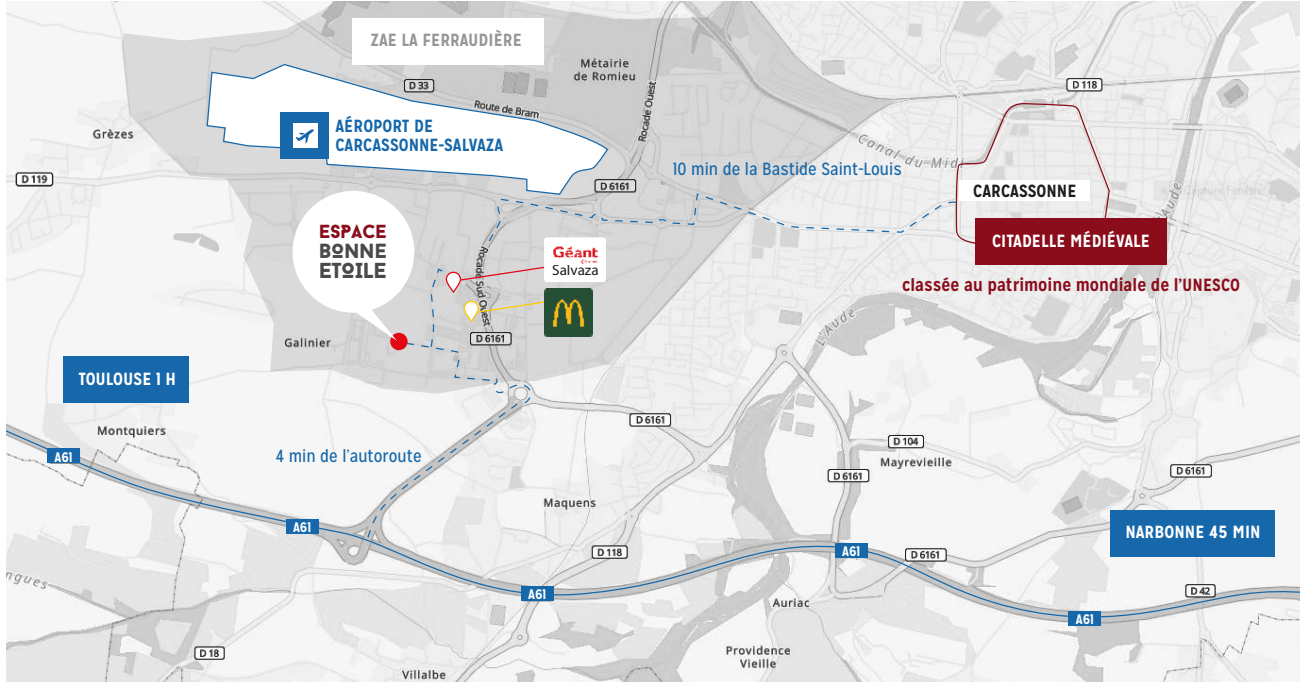 ZAE LA FERRAUDIÈRE
Métairie
de Romieu
D 33
Route de Bram
Rocade Ouest
D 118
Grèzes
AÉROPORT DE
CARCASSONNE-SALVAZA
Canal du Midi
D 119
D 6161
10 min de la Bastide Saint-Louis
CARCASSONNE
L'Aude
CITADELLE MÉDIÉVALE
classée au patrimoine mondiale de l'UNESCO
ESPACE
BONNE
ETOILE
Rocade Sud Ouest
Géant
Salvaza
L'Aude
Galinier
D 6161
TOULOUSE 1 H
Montquiers
D 6161
D 104
Mayrevieille
A61
4 min de l'autoroute
D 6161
D 6161
Maquens
A61
NARBONNE 45 MIN
D 118
A61
D 6161
A61
D 42
Auriac
A61
D 18
Providence
Vieille
Villalbe